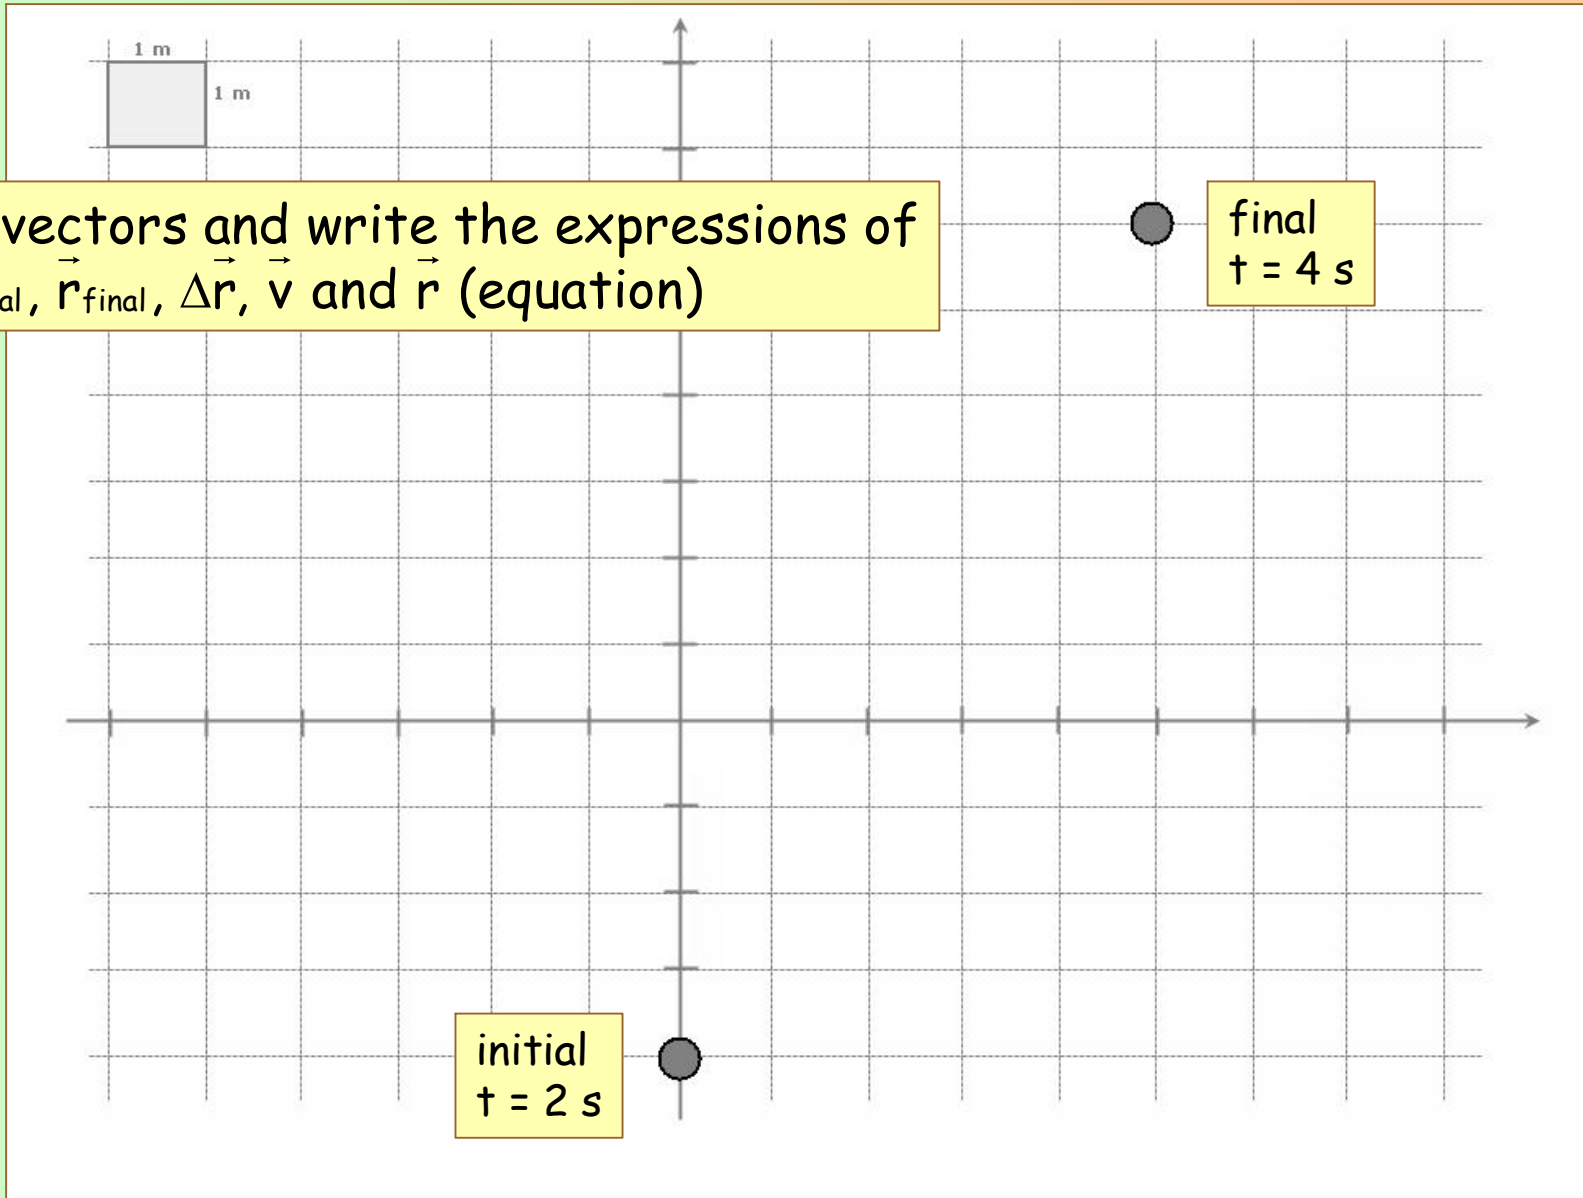 1 m
1 m
vectors and write the expressions of
al, r⃗final, Δr⃗, v⃗ and r⃗ (equation)
final
t = 4 s
initial
t = 2 s